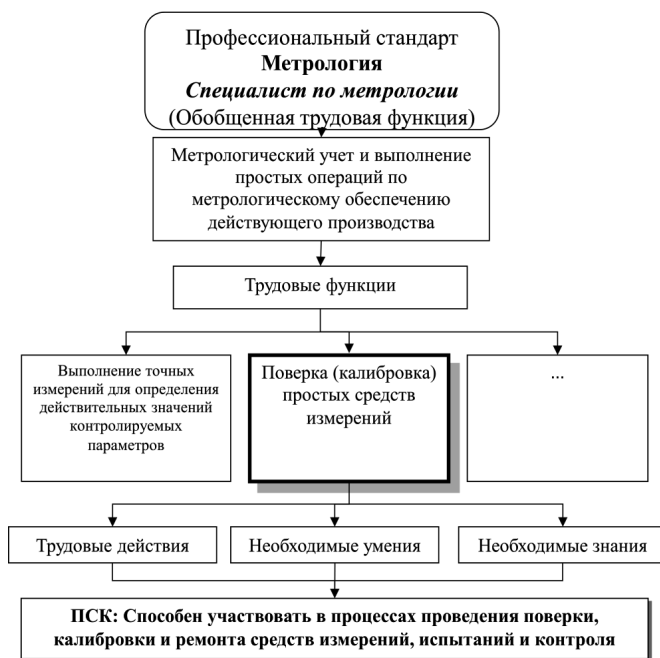 Профессиональный стандарт
Метрология
Специалист по метрологии
(Обобщенная трудовая функция)
Метрологический учет и выполнение
простых операций по
метрологическому обеспечению
действующего производства
Трудовые функции
Выполнение точных
измерений для определения
действительных значений
контролируемых
параметров
Поверка (калибровка)
простых средств
измерений
...
Трудовые действия
Необходимые умения
Необходимые знания
ПСК: Способен участвовать в процессах проведения поверки,
калибровки и ремонта средств измерений, испытаний и контроля